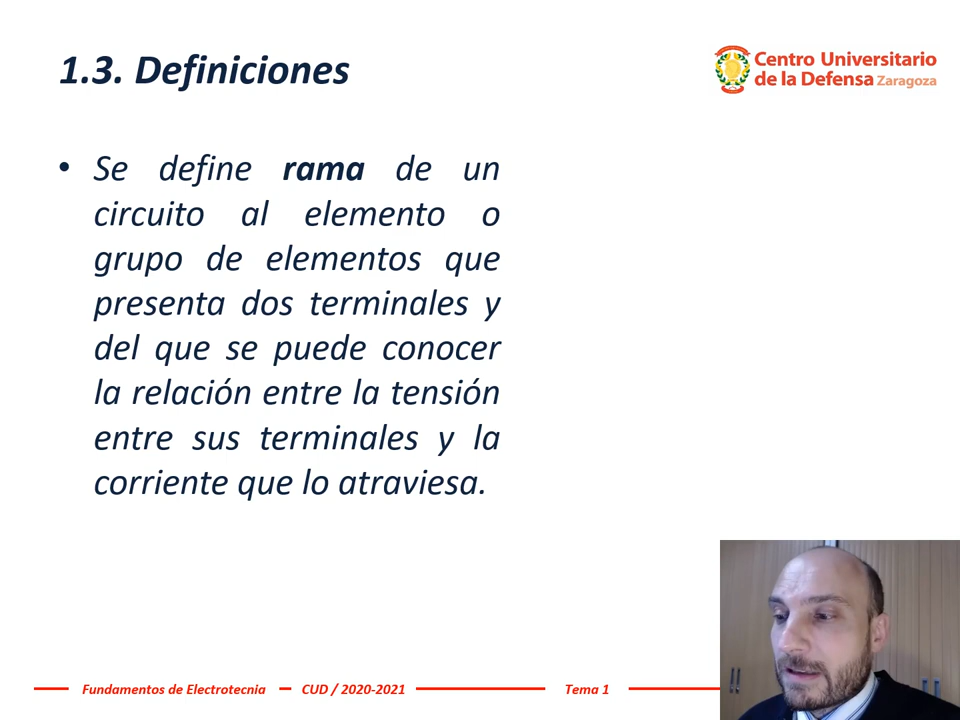 1.3. Definiciones
Centro Universitario
de la Defensa Zaragoza
• Se define rama de un
circuito al elemento o
grupo de elementos que
presenta dos terminales y
del que se puede conocer
la relación entre la tensión
entre sus terminales y la
corriente que lo atraviesa.
Fundamentos de Electrotecnia CUD / 2020-2021 Tema 1